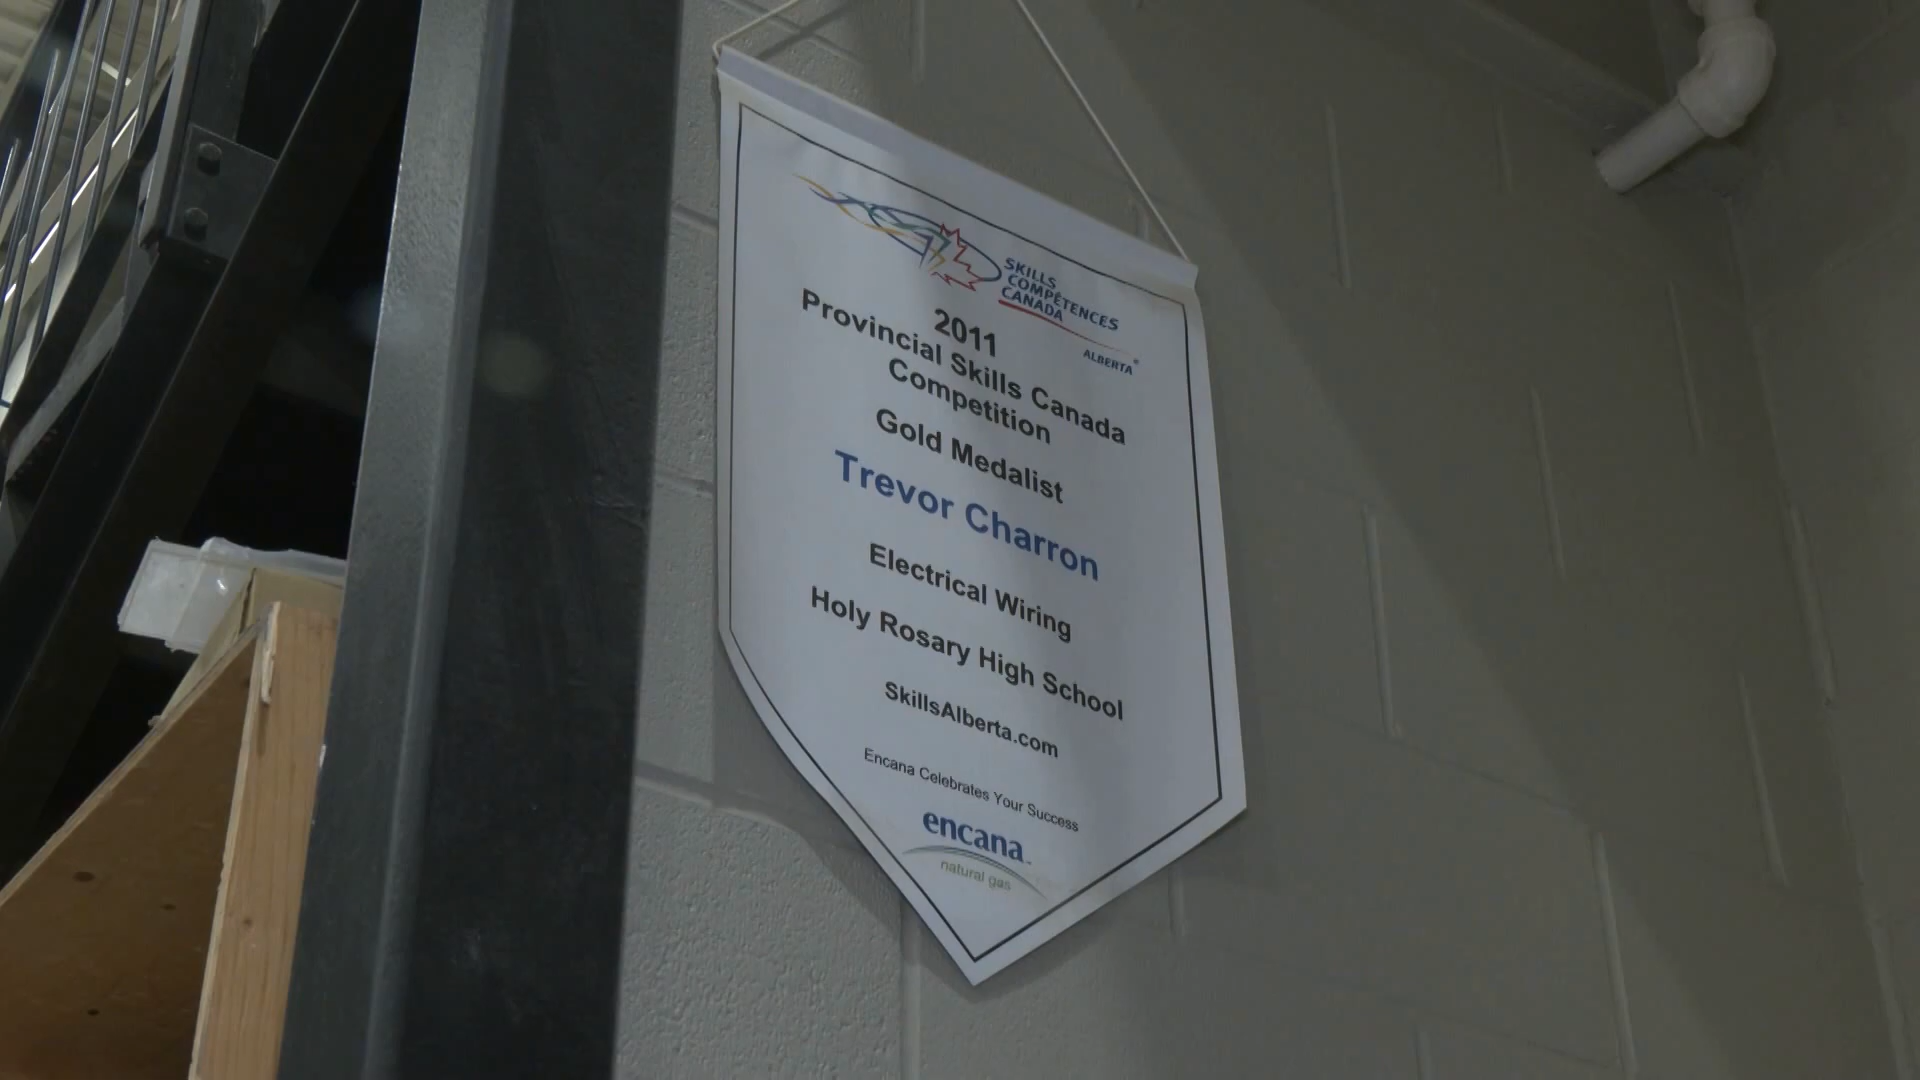 SKILLS
COMPÉTENCES
CANADA
ALBERTA
2011
Provincial Skills Canada
Competition
Gold Medalist
Trevor Charron
Electrical Wiring
Holy Rosary High School
SkillsAlberta.com
Encana Celebrates Your Success
encana™
natural gas